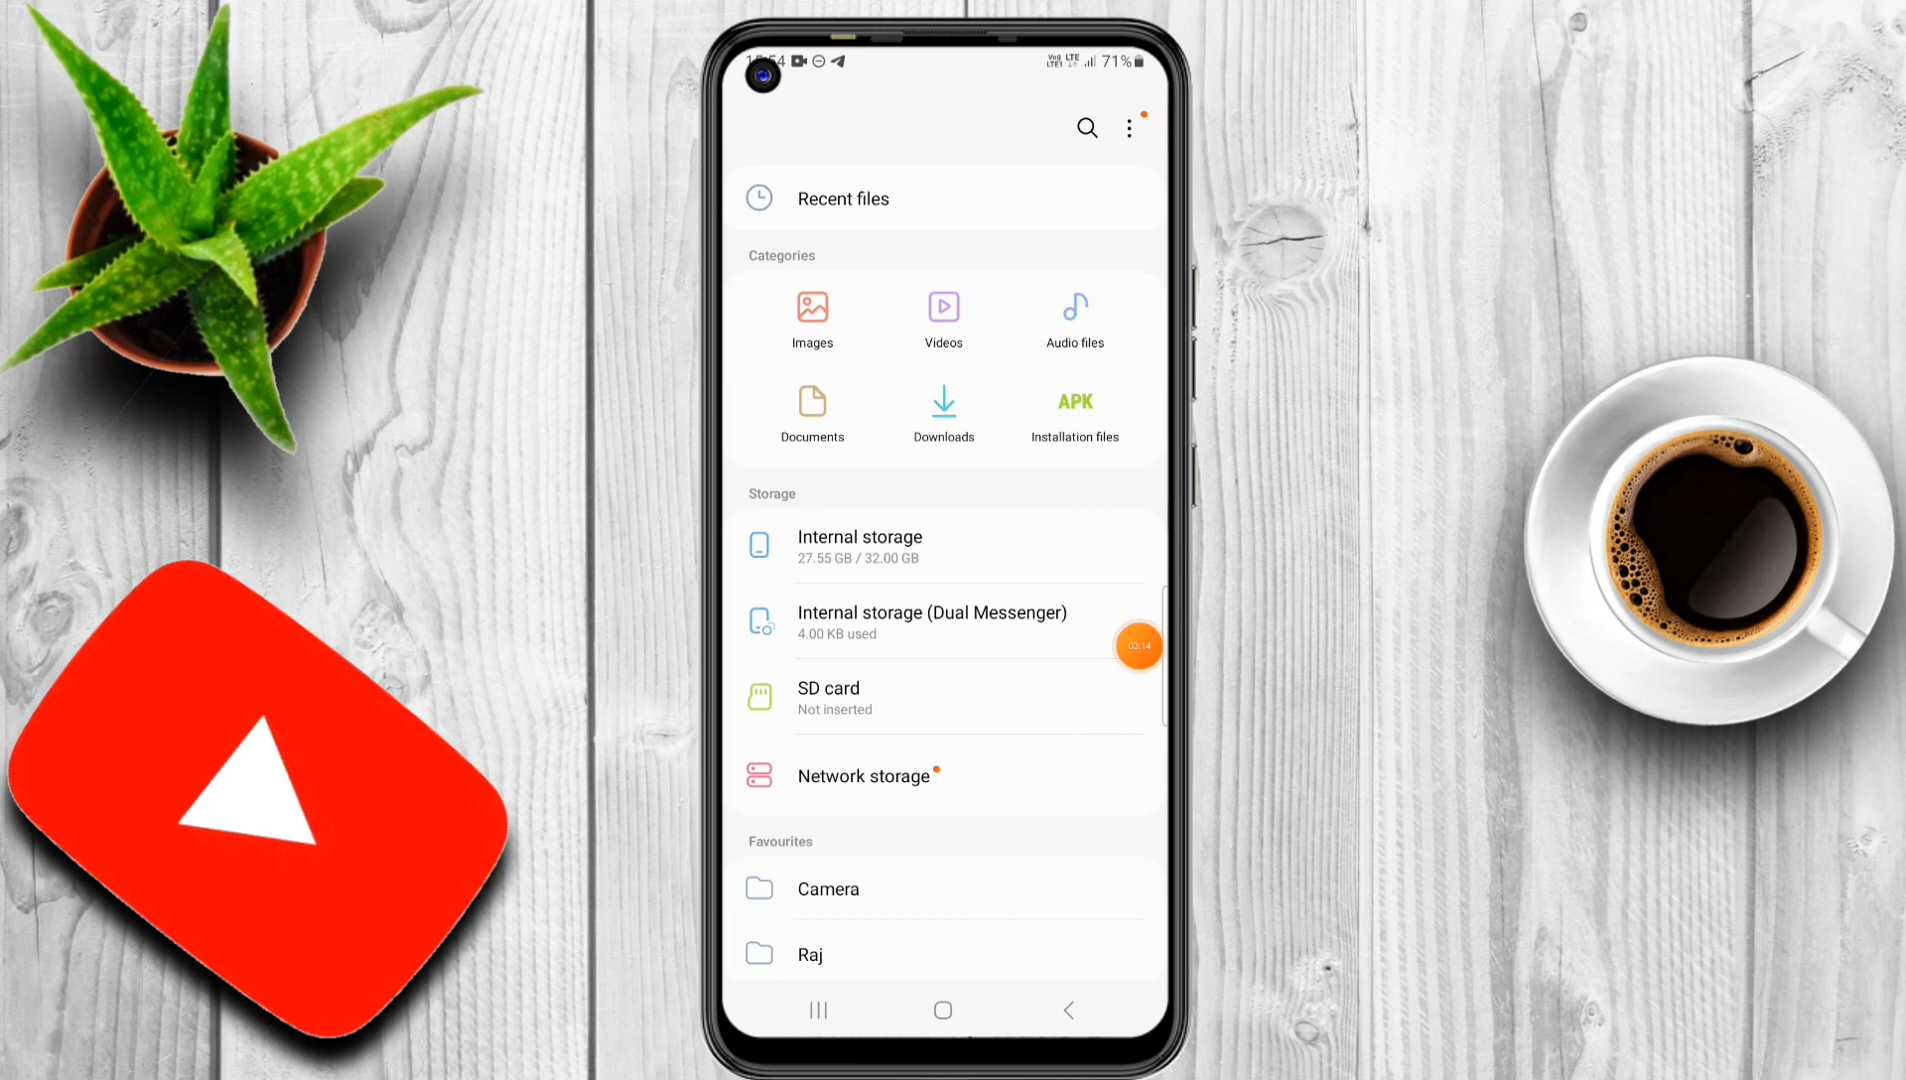 71%
Recent files
Categories
Images Videos Audio files
APK
Documents Downloads Installation files
Storage
Internal storage
27.55 GB / 32.00 GB
Internal storage (Dual Messenger)
4.00 KB used
03:14
SD card
Not inserted
Network storage
Favourites
Camera
Raj